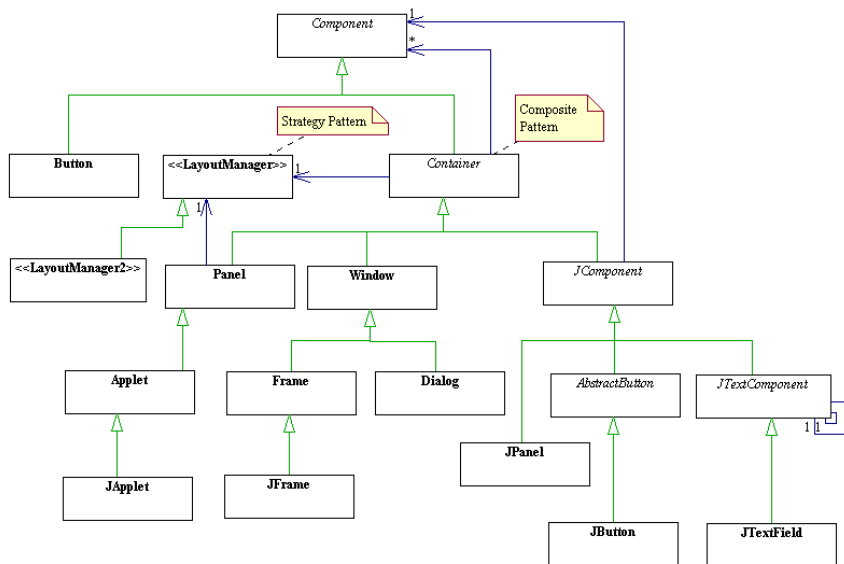 Component
1
*
Strategy Pattern
Composite
Pattern
Button
<<LayoutManager>>
1
Container
1
<<LayoutManager2>>
Panel
Window
JComponent
Applet
Frame
Dialog
AbstractButton
JTextComponent
1 1
JPanel
JApplet
JFrame
JButton
JTextField